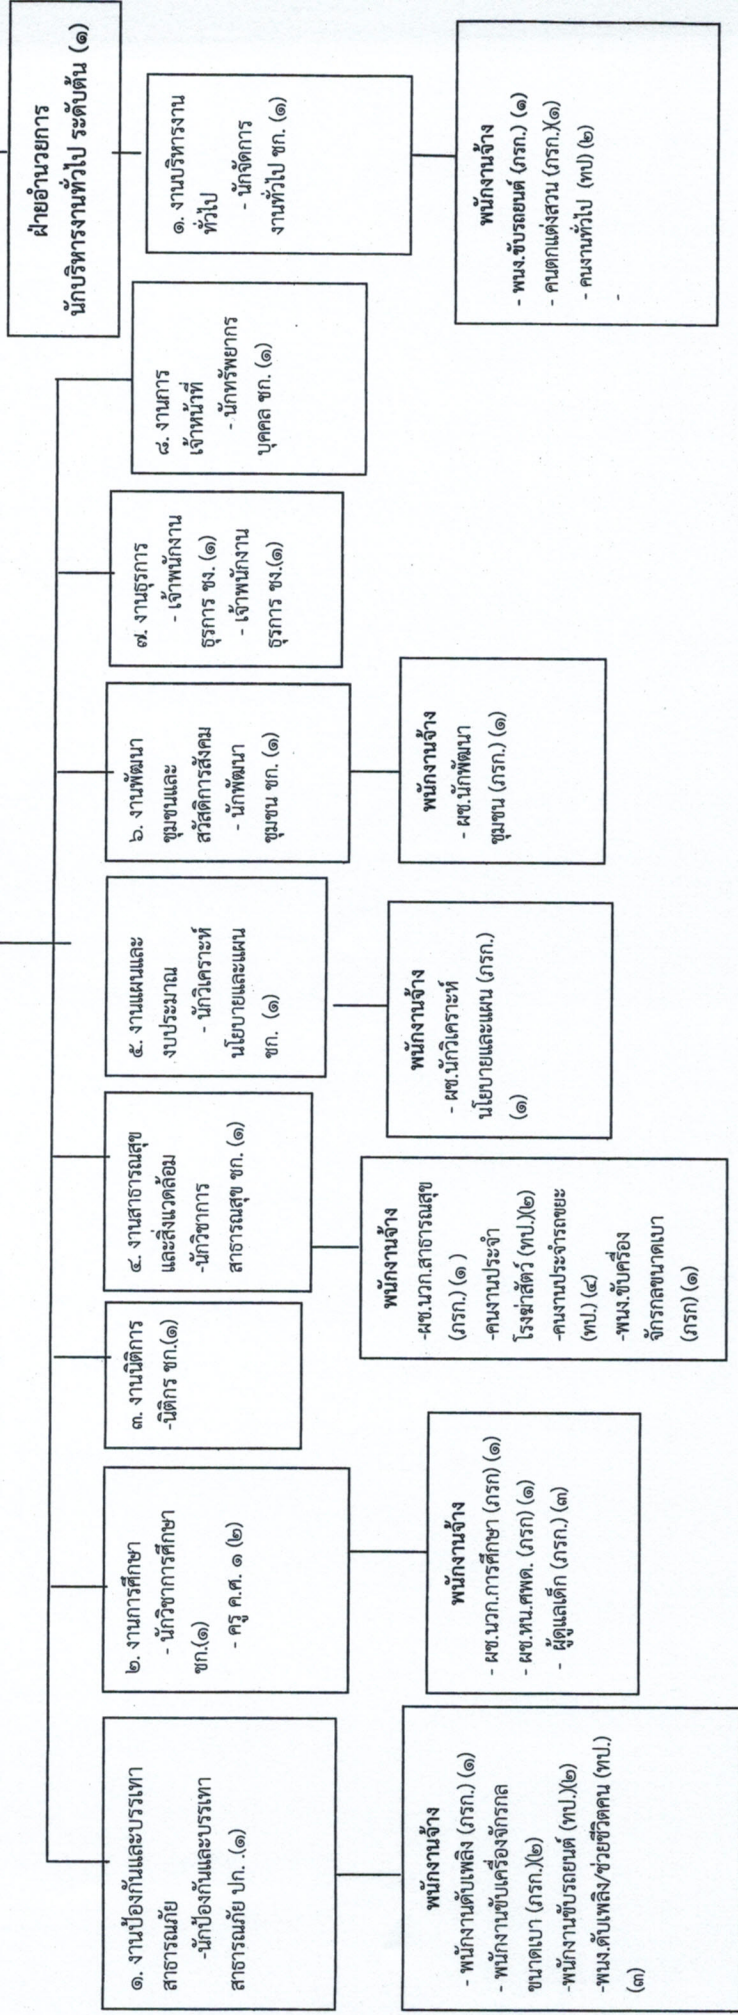 ฝ่ายอำนวยการ
นักบริหารงานทั่วไป ระดับต้น (๑)
๑. งานป้องกันและบรรเทา
สาธารณภัย
-นักป้องกันและบรรเทา
สาธารณภัย ปก. .(๑)
๒. งานการศึกษา
- นักวิชาการศึกษา
ชก.(๑)
- ครู ค.ศ. ๑ (๒)
๓. งานนิติการ
-นิติกร ชก.(๑)
๔. งานสาธารณสุข
และสิ่งแวดล้อม
-นักวิชาการ
สาธารณสุข ชก. (๑)
๕. งานแผนและ
งบประมาณ
- นักวิเคราะห์
นโยบายและแผน
ชก. (๑)
๖. งานพัฒนา
ชุมชนและ
สวัสดิการสังคม
- นักพัฒนา
ชุมชน ชก. (๑)
๗. งานธุรการ
- เจ้าพนักงาน
ธุรการ ชง. (๑)
- เจ้าพนักงาน
ธุรการ ชง.(๑)
๘. งานการ
เจ้าหน้าที่
- นักทรัพยากร
บุคคล ชก. (๑)
๑. งานบริหารงาน
ทั่วไป
- นักจัดการ
งานทั่วไป ชก. (๑)
พนักงานจ้าง
- พนักงานดับเพลิง (ภรก.) (๑)
- พนักงานขับเครื่องจักรกล
ขนาดเบา (ภรก.)(๒)
-พนักงานขับรถยนต์ (ทป.)(๒)
-พนง.ดับเพลิง/ช่วยชีวิตคน (ทป.)
(๓)
พนักงานจ้าง
- ผช.นวก.การศึกษา (ภรก) (๑)
- ผช.หน.ศพด. (ภรก) (๑)
- ผู้ดูแลเด็ก (ภรก.) (๓)
พนักงานจ้าง
-ผช.นวก.สาธารณสุข
(ภรก.) (๑ )
-คนงานประจำ
โรงฆ่าสัตว์ (ทป.)(๒)
-คนงานประจำรถขยะ
(ทป.) (๔)
-พนง.ขับครื่อง
จักรกลขนาดเบา
(ภรก) (๑)
พนักงานจ้าง
- ผช.นักวิเคราะห์
นโยบายและแผน (ภรก.)
(๑)
พนักงานจ้าง
- ผช.นักพัฒนา
ชุมชน (ภรก.) (๑)
พนักงานจ้าง
- พนง.ขับรถยนต์ (ภรก.) (๑)
- คนตกแต่งสวน (ภรก.)(๑)
- คนงานทั่วไป (ทป) (๒)
-